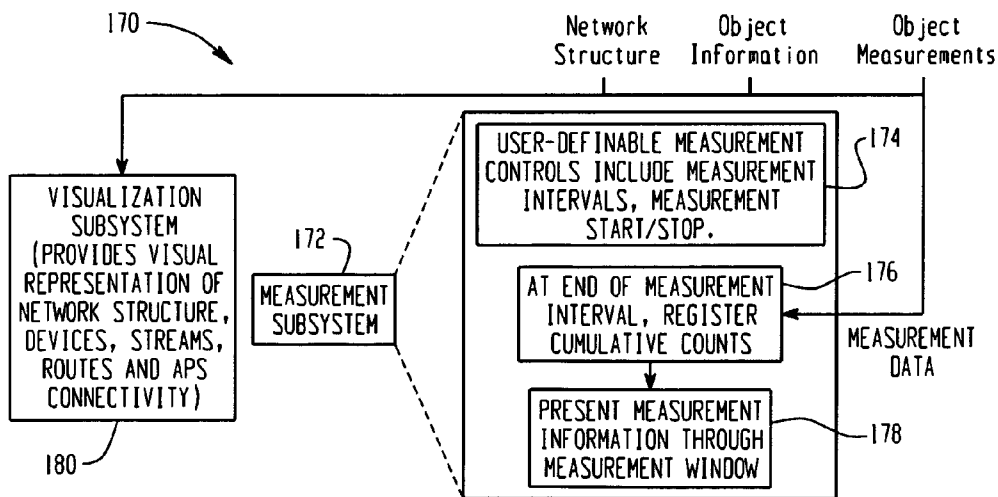 170
Network
Structure
Object
Information
Object
Measurements
VISUALIZATION
SUBSYSTEM
(PROVIDES VISUAL
REPRESENTATION OF
NETWORK STRUCTURE,
DEVICES, STREAMS,
ROUTES AND APS
CONNECTIVITY)
180
172
MEASUREMENT
SUBSYSTEM
USER-DEFINABLE MEASUREMENT
CONTROLS INCLUDE MEASUREMENT
INTERVALS, MEASUREMENT
START/STOP.
174
AT END OF MEASUREMENT
INTERVAL, REGISTER
CUMULATIVE COUNTS
176
MEASUREMENT
DATA
PRESENT MEASUREMENT
INFORMATION THROUGH
MEASUREMENT WINDOW
178